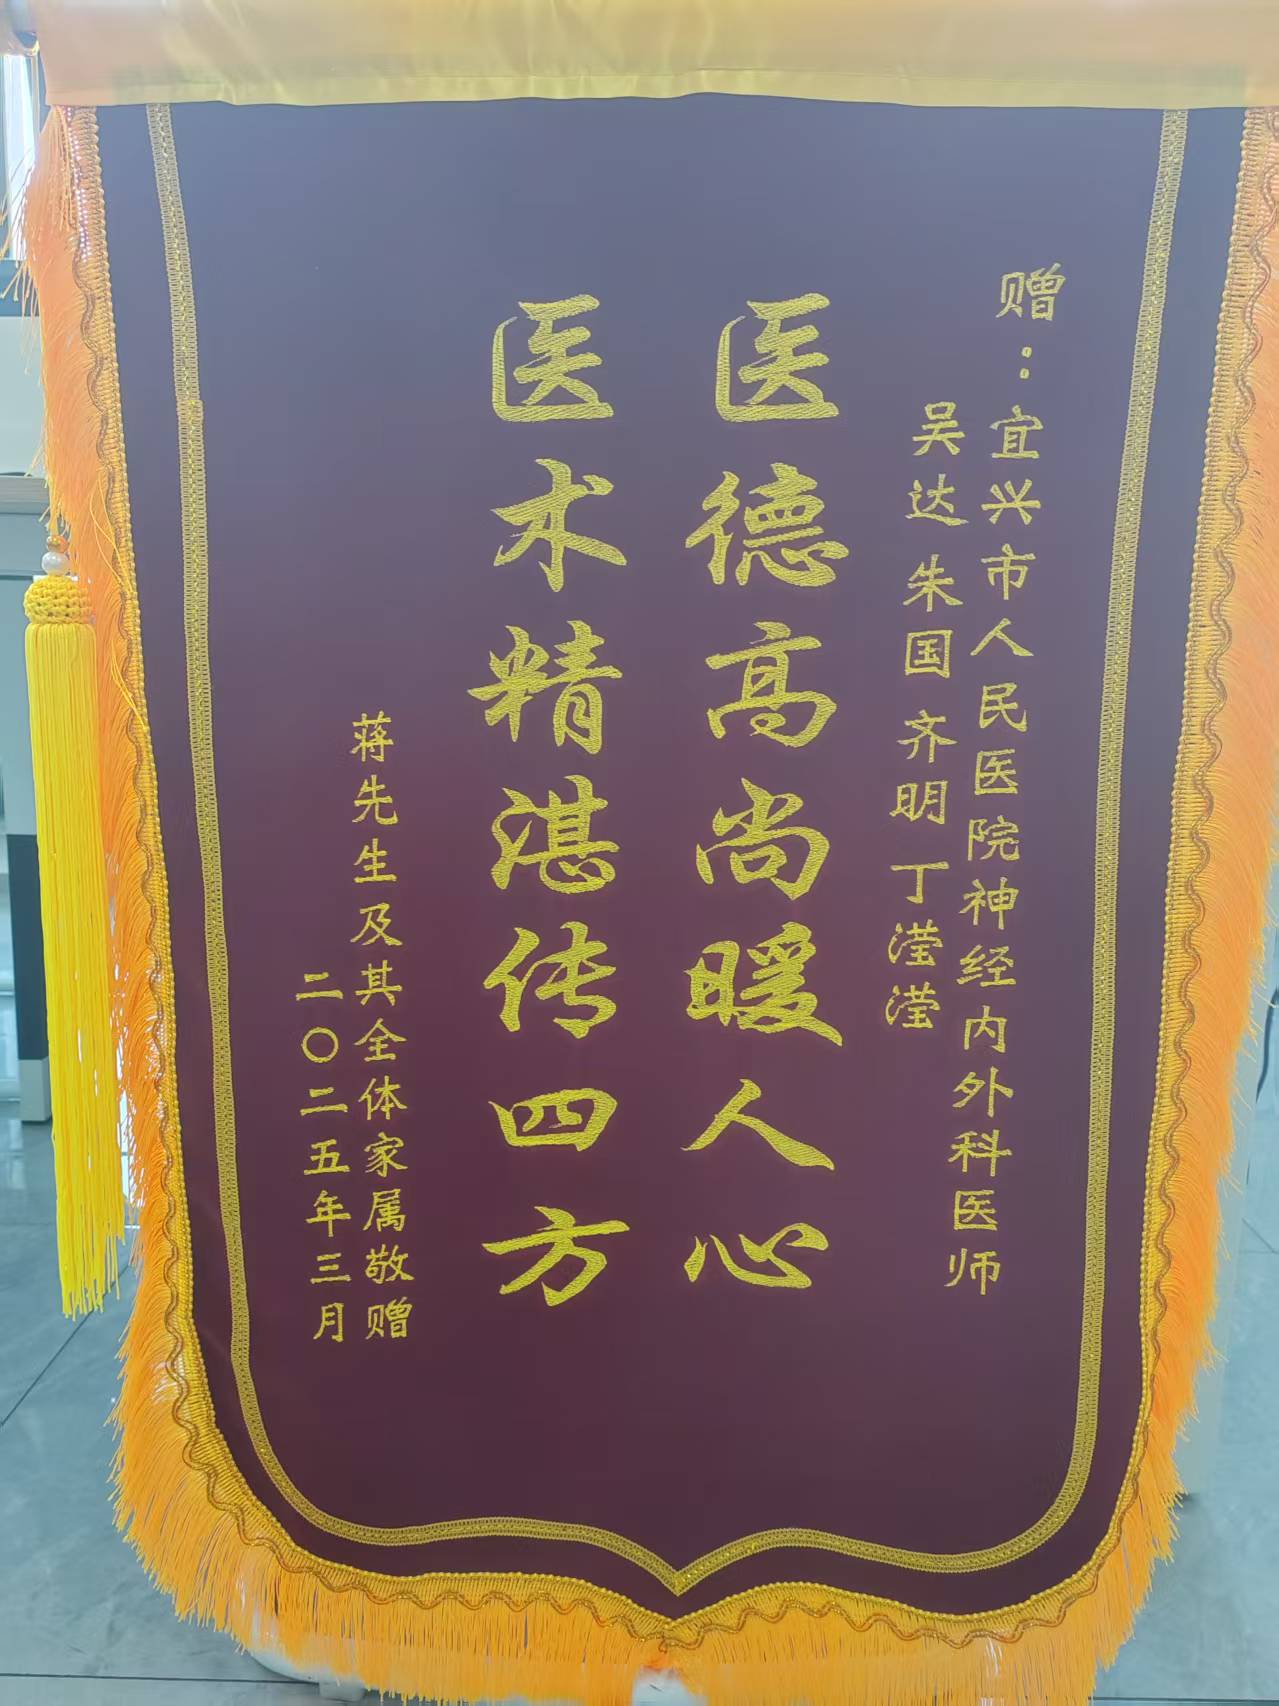 赠：宜兴市人民医院神经内外科医师
吴达 朱国 齐明 丁滢滢
医德高尚暖人心
医术精湛传四方
蒋先生及其全体家属敬赠
二〇二五年三月